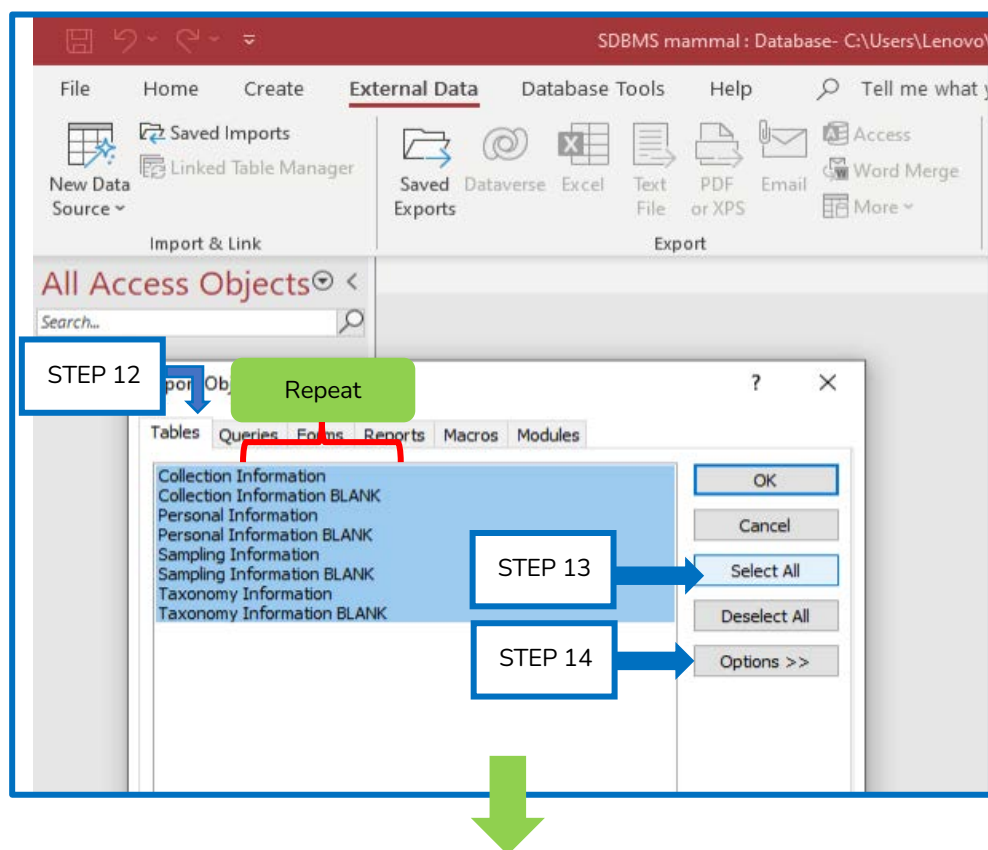 SDBMS mammal : Database- C:\Users\Lenovo\
File Home Create External Data Database Tools Help Tell me what y
New Data Source
Saved Imports
Linked Table Manager
Import & Link
Saved Exports
Dataverse
Excel
Text File
PDF or XPS
Email
Access
Word Merge
More
Export
All Access Objects
Search...
STEP 12
Repeat
?
Tables Queries Forms Reports Macros Modules
Collection Information
Collection Information BLANK
Personal Information
Personal Information BLANK
Sampling Information
Sampling Information BLANK
Taxonomy Information
Taxonomy Information BLANK
OK
Cancel
STEP 13
Select All
Deselect All
STEP 14
Options >>